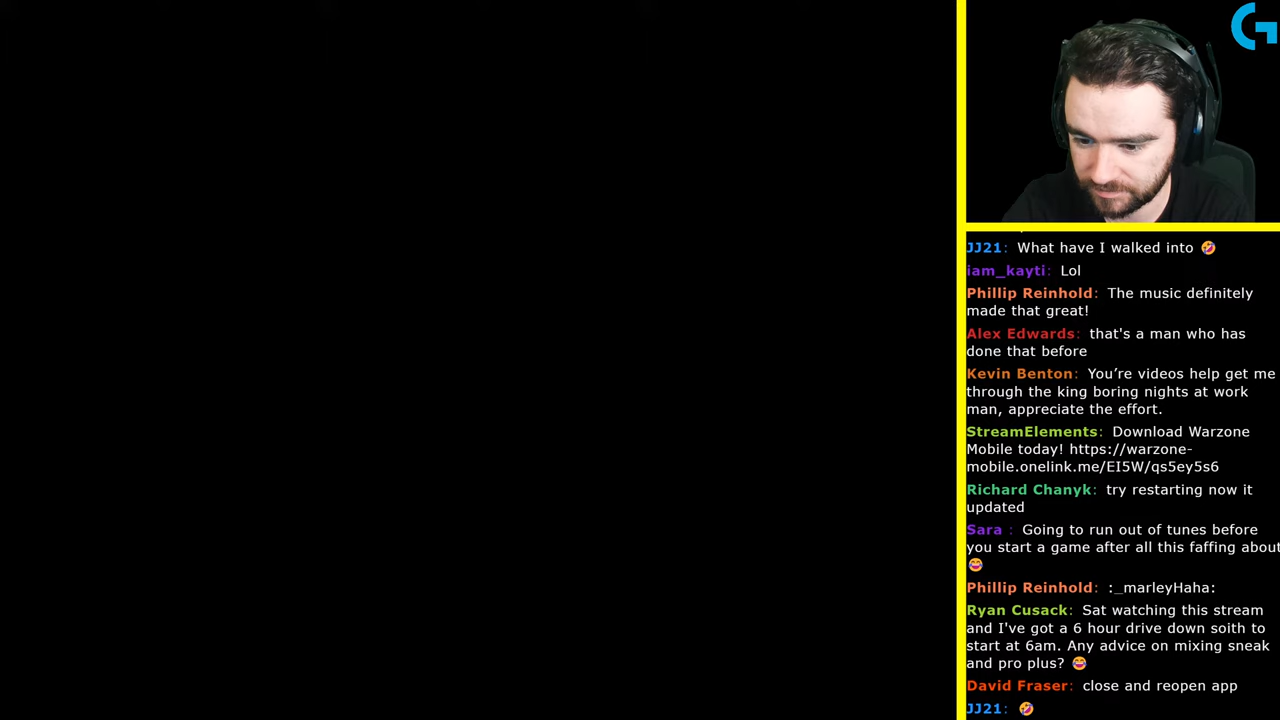 JJ21: What have I walked into 🤣
iam_kayti: Lol
Phillip Reinhold: The music definitely
made that great!
Alex Edwards: that's a man who has
done that before
Kevin Benton: You’re videos help get me
through the king boring nights at work
man, appreciate the effort.
StreamElements: Download Warzone
Mobile today! https://warzone-
mobile.onelink.me/EI5W/qs5ey5s6
Richard Chanyk: try restarting now it
updated
Sara : Going to run out of tunes before
you start a game after all this faffing about
😂
Phillip Reinhold: :_marleyHaha:
Ryan Cusack: Sat watching this stream
and I've got a 6 hour drive down soith to
start at 6am. Any advice on mixing sneak
and pro plus? 😂
David Fraser: close and reopen app
JJ21: 🤣